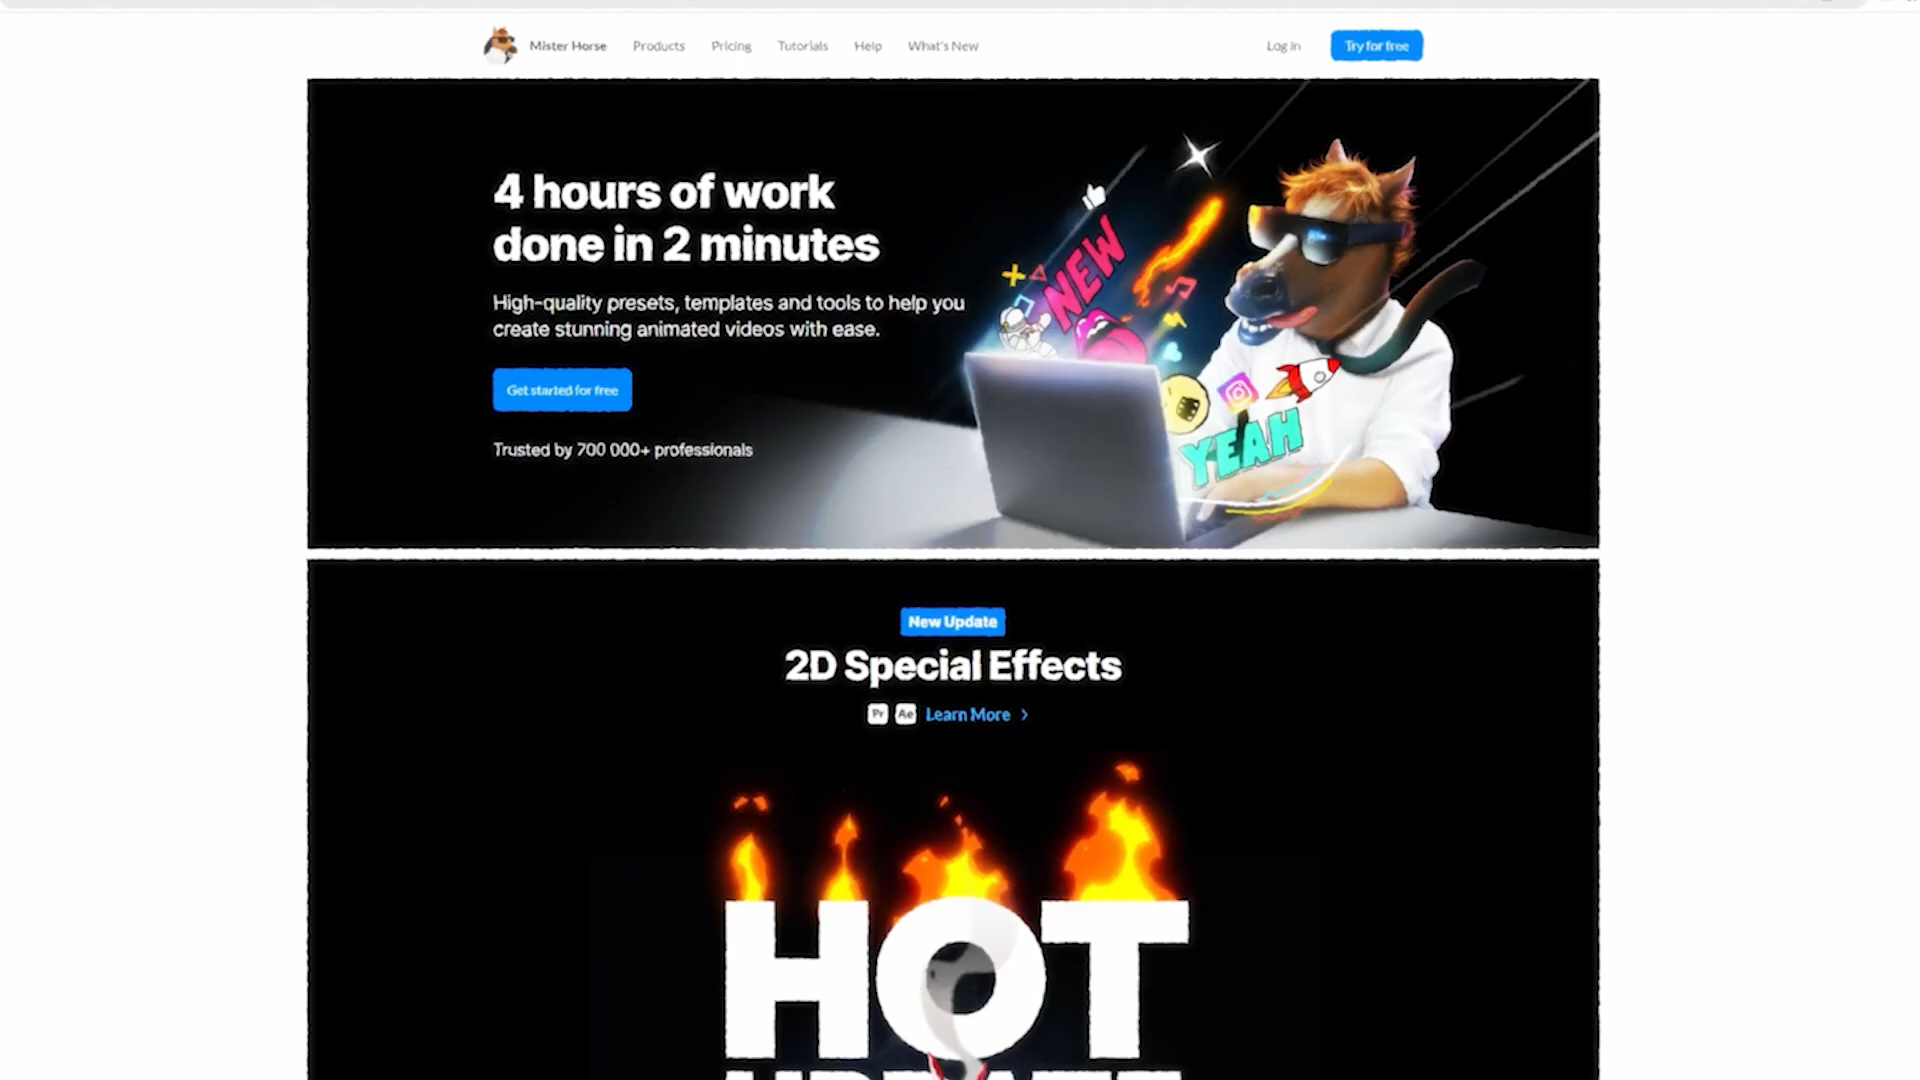 Mister Horse Products Pricing Tutorials Help What's New Log in Try for free
4 hours of work
done in 2 minutes
High-quality presets, templates and tools to help you
create stunning animated videos with ease.
Get started for free
Trusted by 700 000+ professionals
NEW
YEAH
New Update
2D Special Effects
Pr Ae Learn More >
HOT